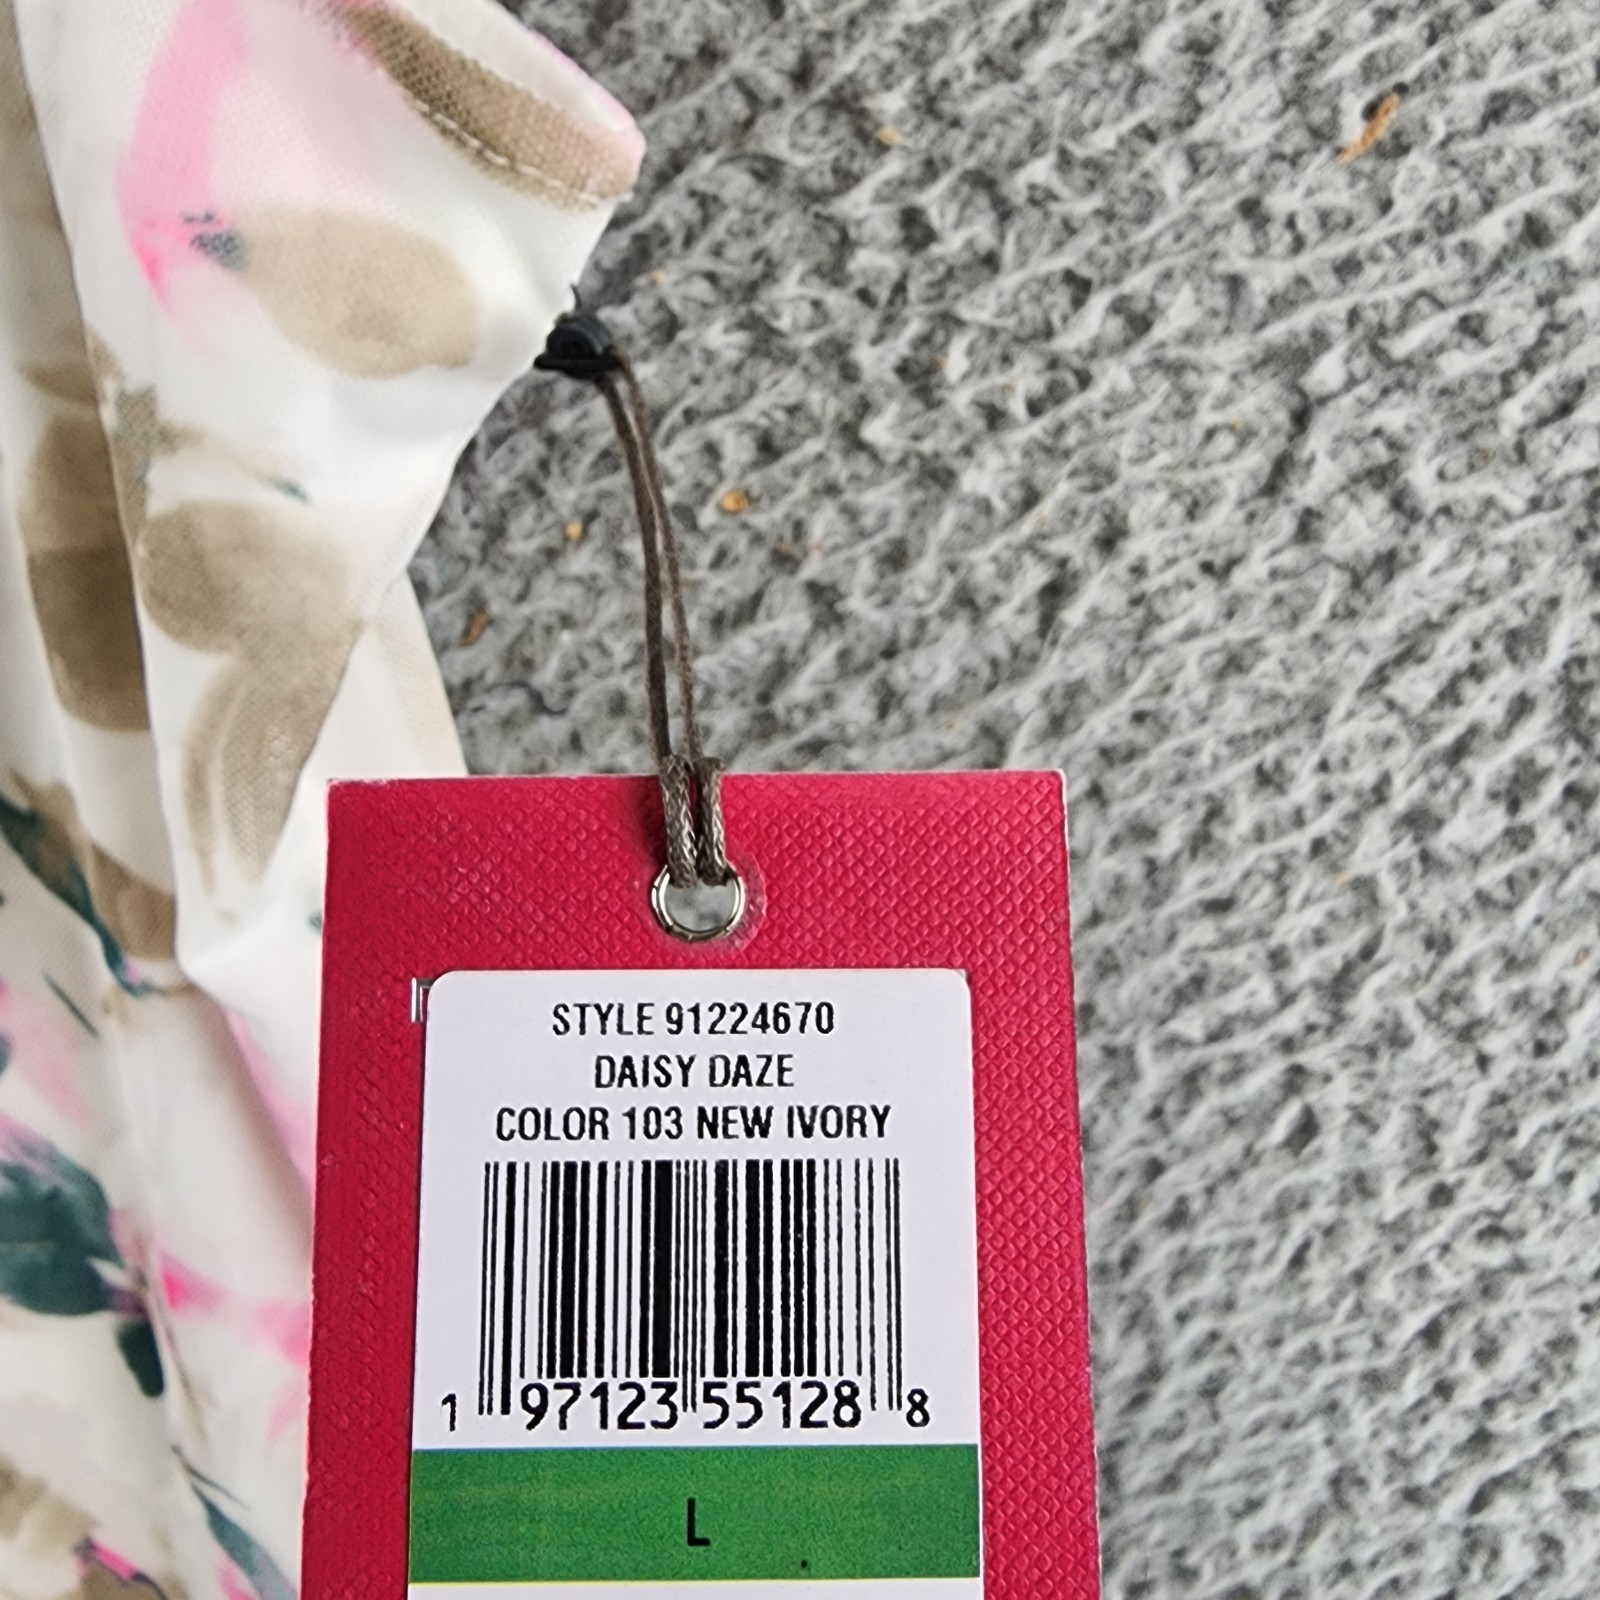 STYLE 91224670
DAISY DAZE
COLOR 103 NEW IVORY
1 97123 55128 8
L